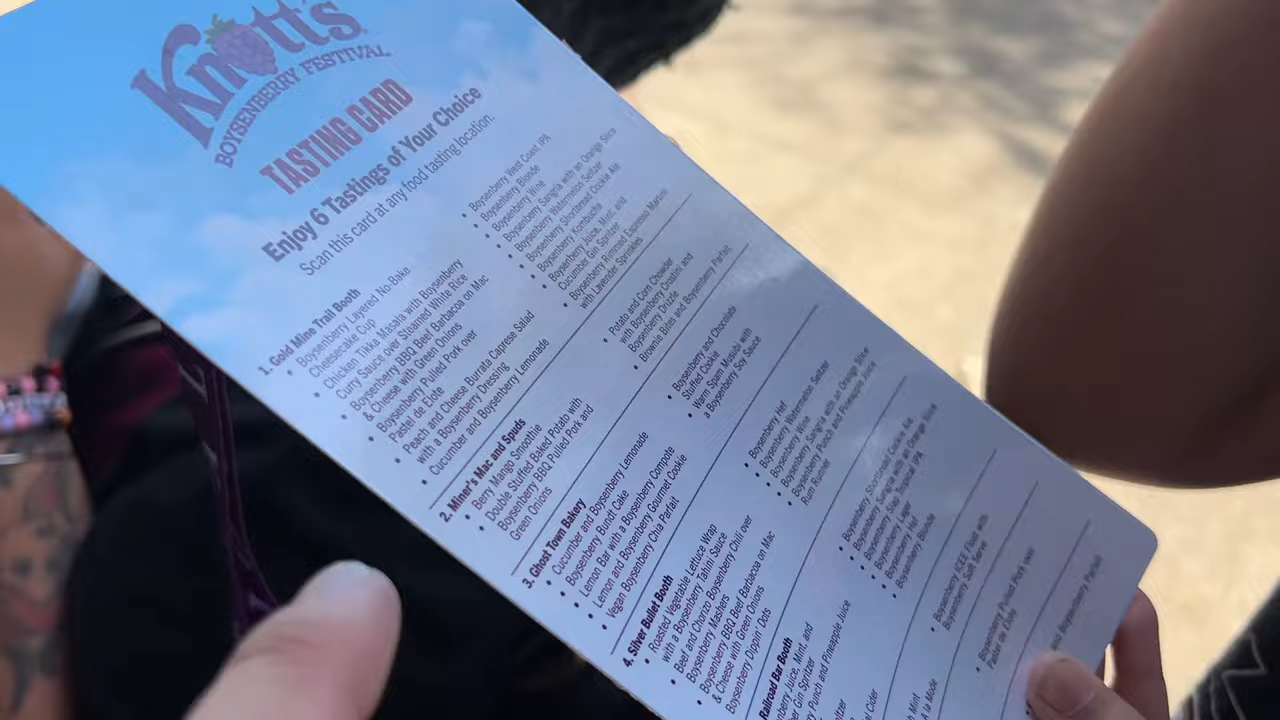 Knott's
BOYSENBERRY FESTIVAL
TASTING CARD
Enjoy 6 Tastings of Your Choice
Scan this card at any food tasting location.
1. Gold Mine Trail Booth
• Boysenberry Layered No-Bake
Cheesecake Cup
• Chicken Tikka Masala with Boysenberry
Curry Sauce over Steamed White Rice
• Boysenberry BBQ Beef Barbacoa on Mac
& Cheese with Green Onions
• Boysenberry Pulled Pork over
Pastel de Elote
• Peach and Cheese Burrata Caprese Salad
with a Boysenberry Dressing
• Cucumber and Boysenberry Lemonade
• Boysenberry West Coast IPA
• Boysenberry Blonde
• Boysenberry Wine
• Boysenberry Sangria with an Orange Slice
• Boysenberry Watermelon Seltzer
• Boysenberry Shortbread Cookie Ale
• Boysenberry Kombucha
• Boysenberry Juice, Mint, and
Cucumber Gin Spritzer
• Boysenberry Rimmed Espresso Martini
with Lavender Sprinkles
2. Miner's Mac and Spuds
• Berry Mango Smoothie
• Double Stuffed Baked Potato with
Boysenberry BBQ Pulled Pork and
Green Onions
• Potato and Corn Chowder
with Boysenberry Crostini and
Boysenberry Drizzle
• Brownie Bites and Boysenberry Parfait
3. Ghost Town Bakery
• Cucumber and Boysenberry Lemonade
• Boysenberry Bundt Cake
• Lemon Bar with a Boysenberry Compote
• Lemon and Boysenberry Gourmet Cookie
• Vegan Boysenberry Chia Parfait
• Boysenberry and Chocolate
Stuffed Cookie
• Warm Spam Musubi with
a Boysenberry Soy Sauce
4. Silver Bullet Booth
• Roasted Vegetable Lettuce Wrap
with a Boysenberry Tahini Sauce
• Beef and Chorizo Boysenberry Chili over
Boysenberry Mashers
• Boysenberry BBQ Beef Barbacoa on Mac
& Cheese with Green Onions
• Boysenberry Dippin' Dots
• Boysenberry Hef
• Boysenberry Watermelon Seltzer
• Boysenberry Wine
• Boysenberry Sangria with an Orange Slice
• Boysenberry Punch and Pineapple Juice
Rum Runner
Railroad Bar Booth
Juice, Mint, and
Gin Spritzer
Punch and Pineapple Juice
• Boysenberry Shortbread Cookie Ale
• Boysenberry Sangria with an Orange Slice
• Boysenberry Slap Tropical IPA
• Boysenberry Lager
• Boysenberry Hef
• Boysenberry Blonde
Cider
• Boysenberry ICEE Float with
Boysenberry Soft Serve
Mint
A la Mode
• Boysenberry Pulled Pork over
Pastel de Elote
and Boysenberry Parfait